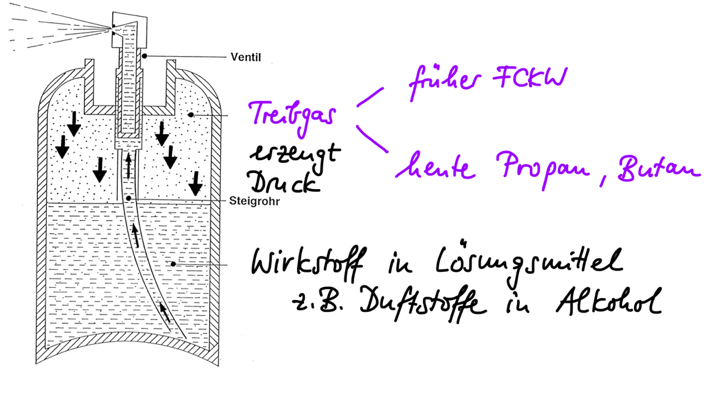 Ventil
früher FCKW
Treibgas
erzeugt
Druck
heute Propan, Butan
Steigrohr
Wirkstoff in Lösungsmittel
z.B. Duftstoffe in Alkohol